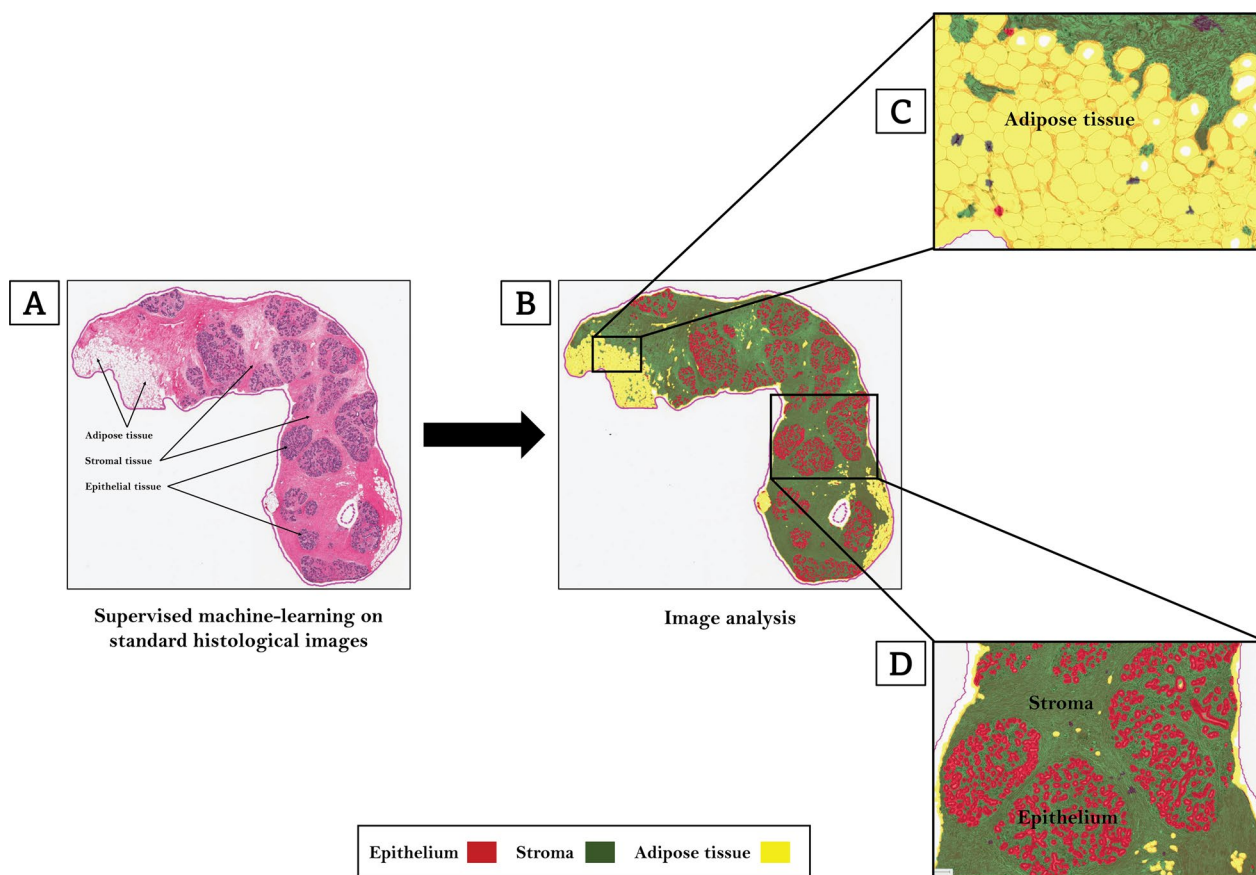 A
Adipose tissue
Stromal tissue
Epithelial tissue
Supervised machine-learning on
standard histological images
B
Image analysis
C
Adipose tissue
D
Stroma
Epithelium
Epithelium
Stroma
Adipose tissue